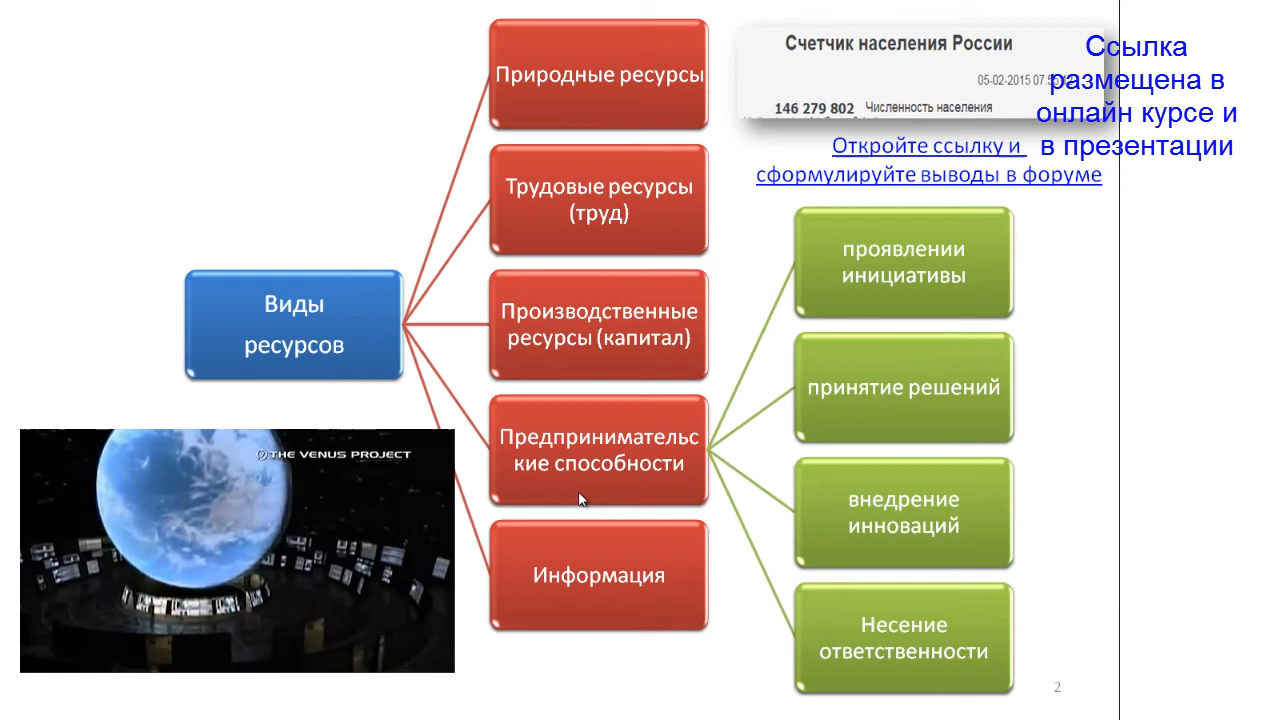 Природные ресурсы
Трудовые ресурсы
(труд)
Производственные
ресурсы (капитал)
Предпринимательс
кие способности
Информация
Виды
ресурсов
Счетчик населения России
05-02-2015
146 279 802 Численность населения
Ссылка
размещена в
онлайн курсе и
в презентации
Откройте ссылку и
сформулируйте выводы в форуме
проявлении
инициативы
принятие решений
внедрение
инноваций
Несение
ответственности
THE VENUS PROJECT
2